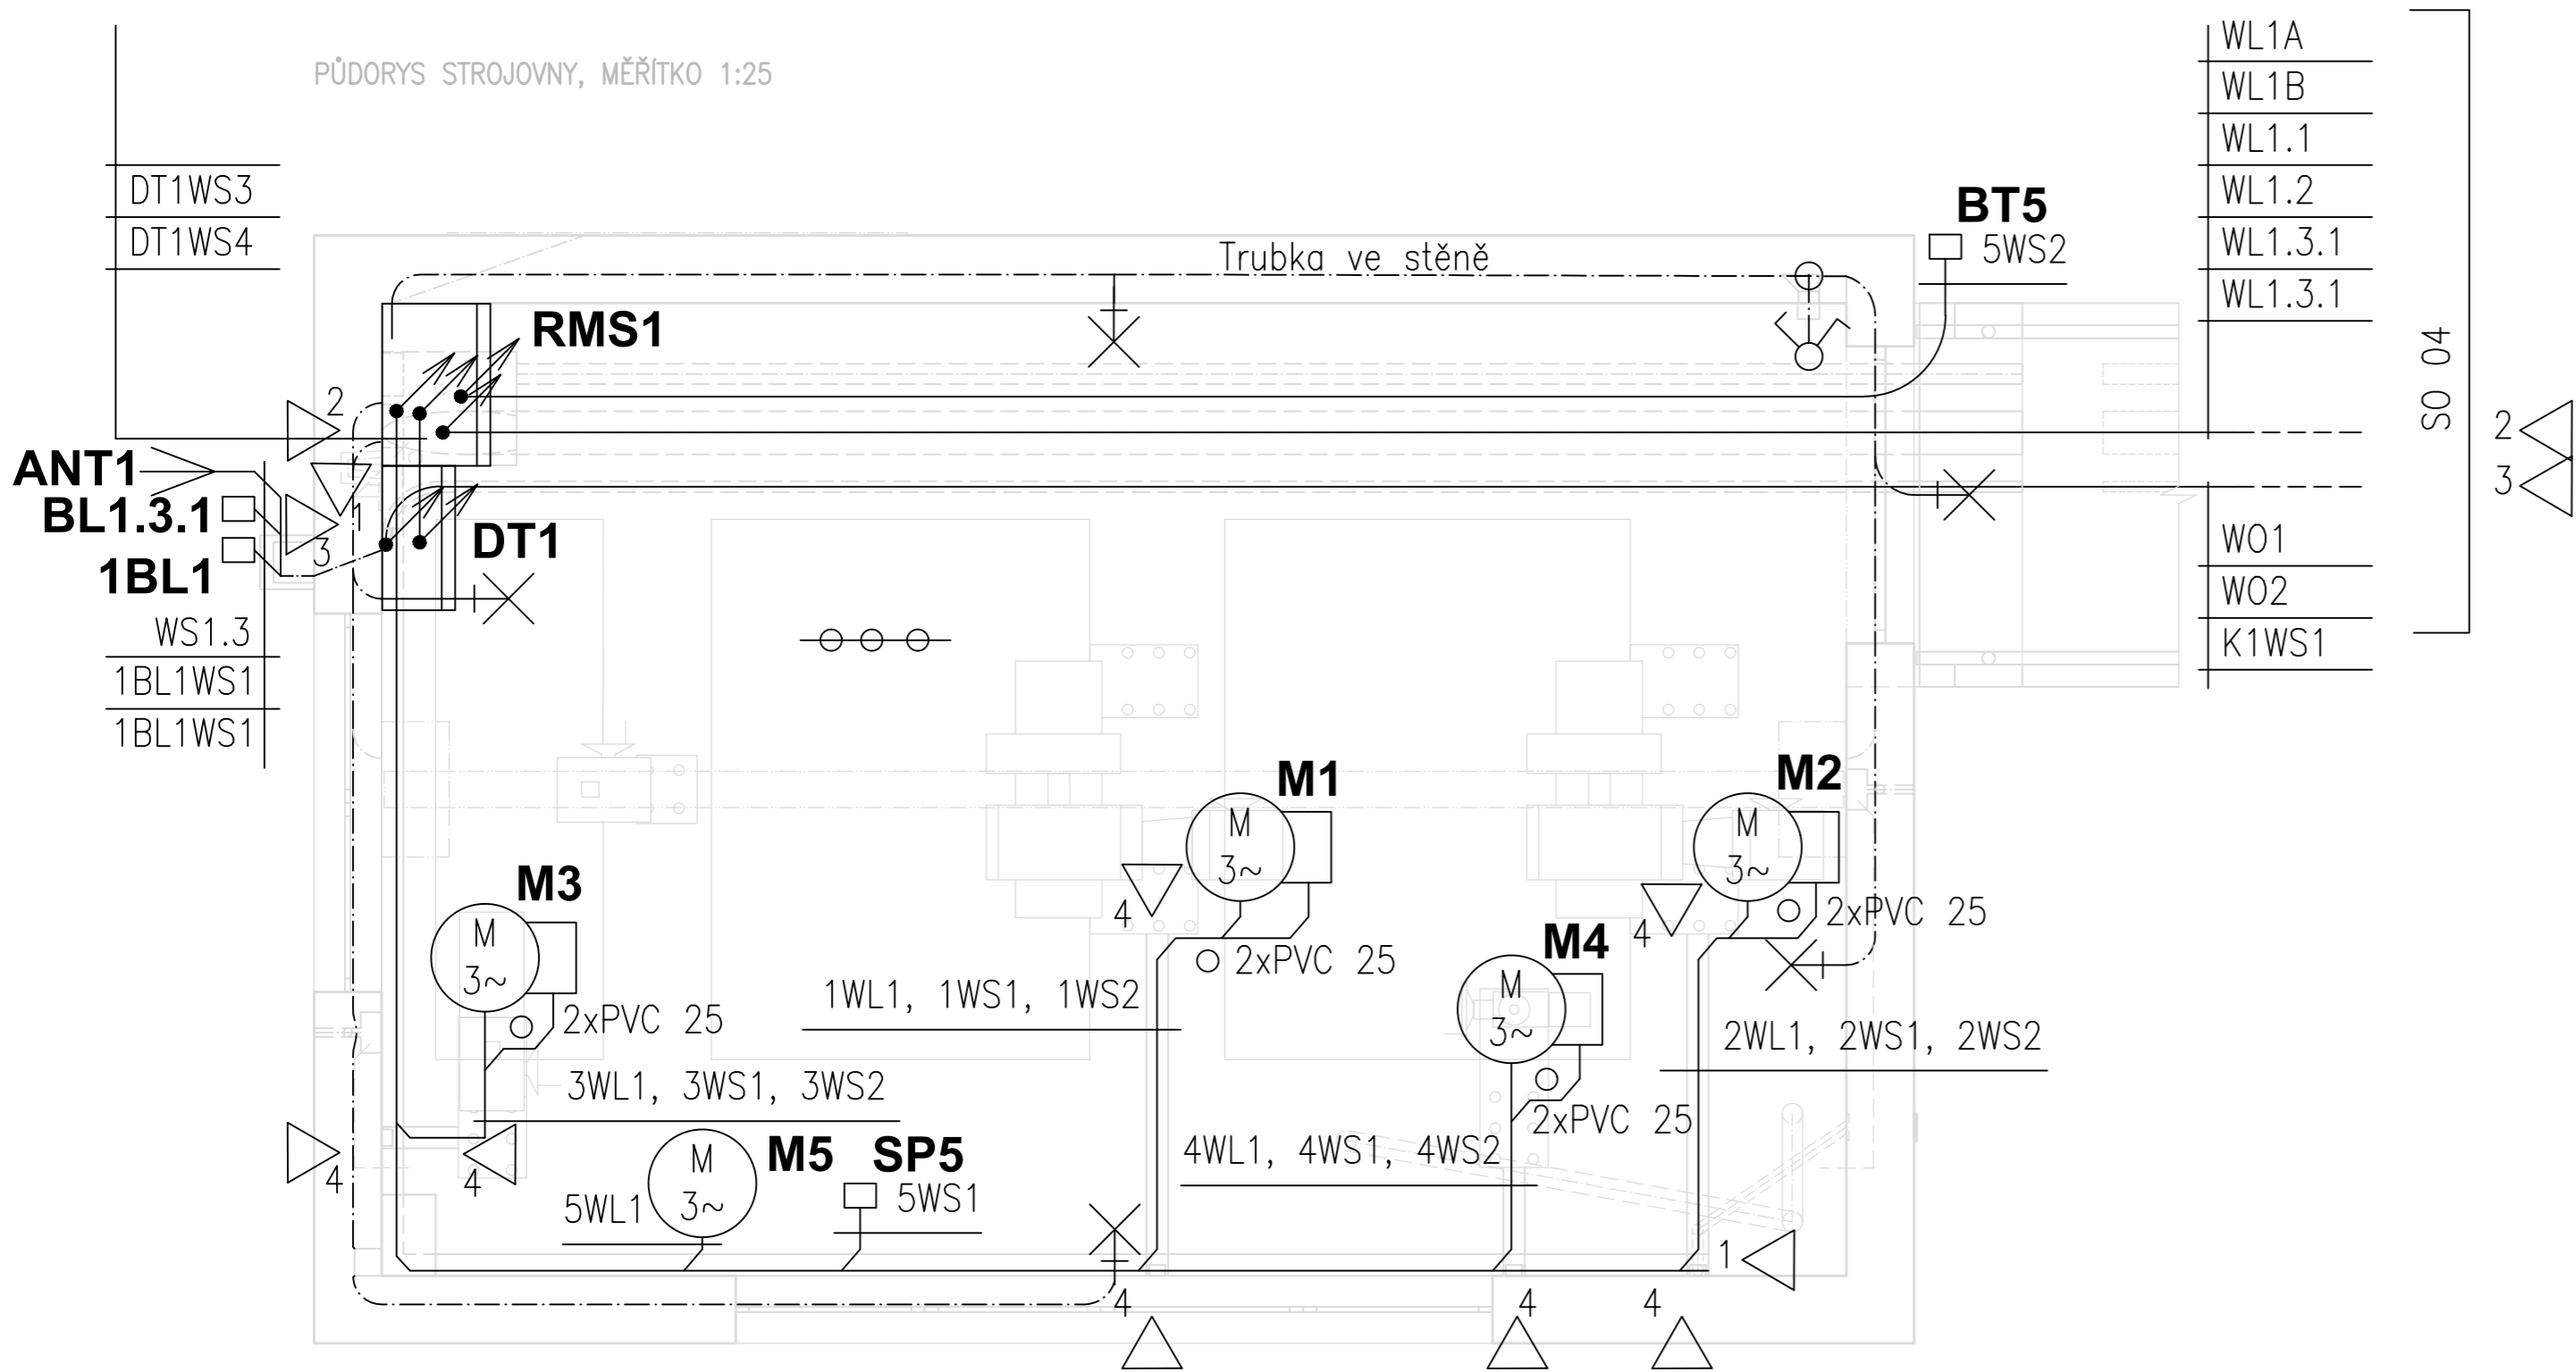 WL1A
WL1B
WL1.1
WL1.2
WL1.3.1
WL1.3.1
SO 04
PŮDORYS STROJOVNY, MĚŘÍTKO 1:25
DT1WS3
DT1WS4
BT5
5WS2
Trubka ve stěně
RMS1
2
2
3
ANT1
BL1.3.1
1
3
1BL1
DT1
WO1
WO2
K1WS1
WS1.3
1BL1WS1
1BL1WS1
M1
M
3~
4
2xPVC 25
M2
M
3~
4
2xPVC 25
M3
M
3~
2xPVC 25
M4
M
3~
2xPVC 25
1WL1, 1WS1, 1WS2
2WL1, 2WS1, 2WS2
3WL1, 3WS1, 3WS2
4WL1, 4WS1, 4WS2
4
4
M5
M
3~
5WL1
SP5
5WS1
1
4
4
4